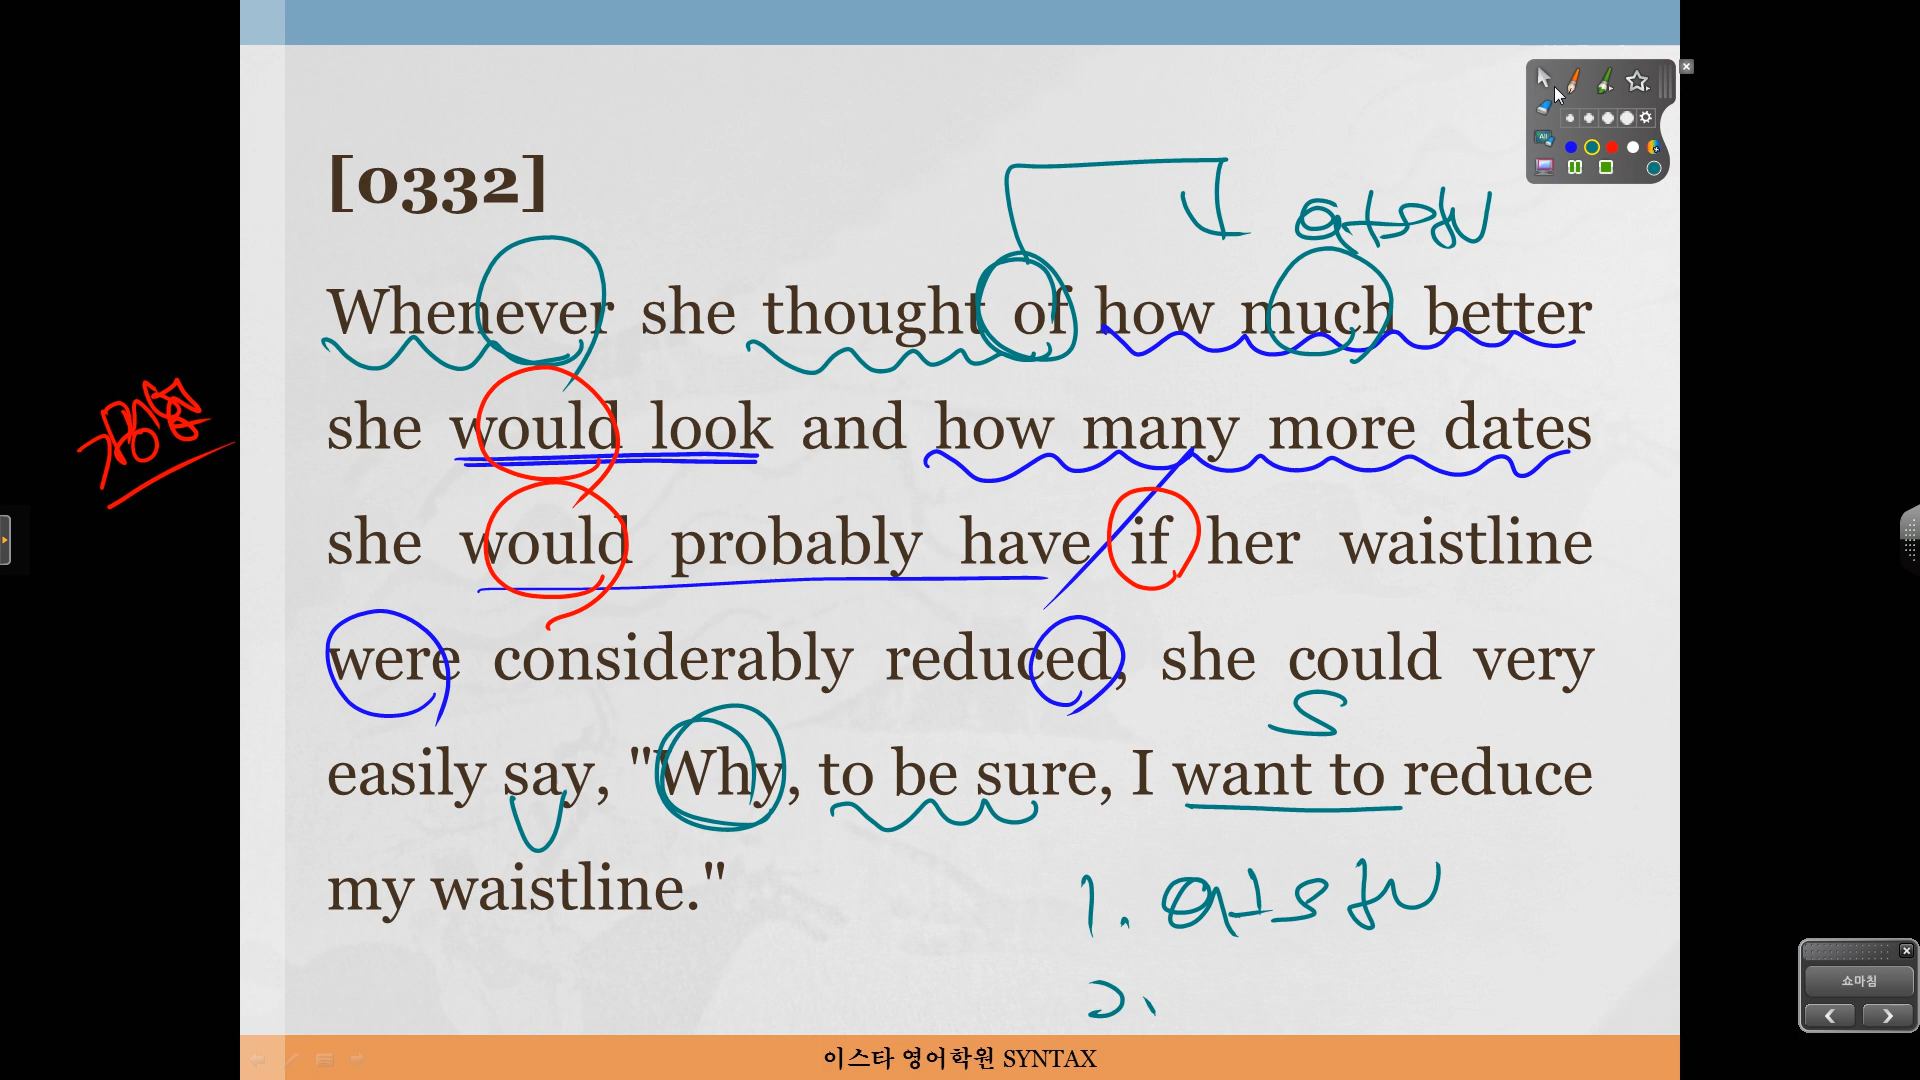 [0332]
Whenever she thought of how much better
she would look and how many more dates
she would probably have if her waistline
were considerably reduced, she could very
easily say, "Why, to be sure, I want to reduce
my waistline."
S
V
1.
2.
All
쇼마침
이스타 영어학원 SYNTAX